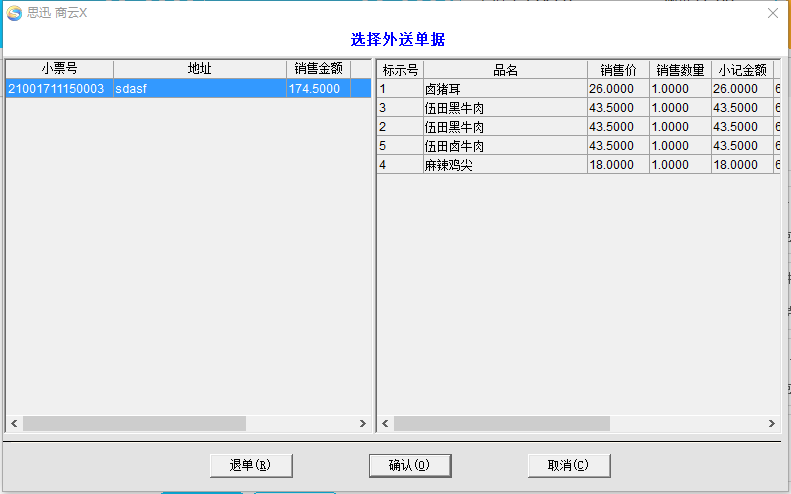 思迅 商云X
选择外送单据
小票号 地址 销售金额
21001711150003 sdasf 174.5000
标示号 品名 销售价 销售数量 小记金额
1 卤猪耳 26.0000 1.0000 26.0000 6
3 伍田黑牛肉 43.5000 1.0000 43.5000 6
2 伍田黑牛肉 43.5000 1.0000 43.5000 6
5 伍田卤牛肉 43.5000 1.0000 43.5000 6
4 麻辣鸡尖 18.0000 1.0000 18.0000 6
退单(R) 确认(O) 取消(C)